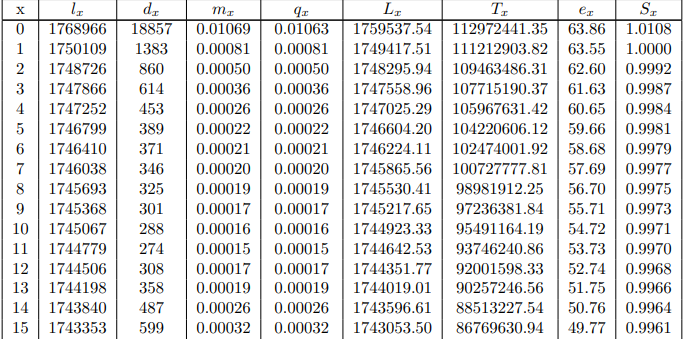 x l_x d_x m_x q_x L_x T_x e_x S_x
0 1768966 18857 0.01069 0.01063 1759537.54 112972441.35 63.86 1.0108
1 1750109 1383 0.00081 0.00081 1749417.51 111212903.82 63.55 1.0000
2 1748726 860 0.00050 0.00050 1748295.94 109463486.31 62.60 0.9992
3 1747866 614 0.00036 0.00036 1747558.96 107715190.37 61.63 0.9987
4 1747252 453 0.00026 0.00026 1747025.29 105967631.42 60.65 0.9984
5 1746799 389 0.00022 0.00022 1746604.20 104220606.12 59.66 0.9981
6 1746410 371 0.00021 0.00021 1746224.11 102474001.92 58.68 0.9979
7 1746038 346 0.00020 0.00020 1745865.56 100727777.81 57.69 0.9977
8 1745693 325 0.00019 0.00019 1745530.41 98981912.25 56.70 0.9975
9 1745368 301 0.00017 0.00017 1745217.65 97236381.84 55.71 0.9973
10 1745067 288 0.00016 0.00016 1744923.33 95491164.19 54.72 0.9971
11 1744779 274 0.00015 0.00015 1744642.53 93746240.86 53.73 0.9970
12 1744506 308 0.00017 0.00017 1744351.77 92001598.33 52.74 0.9968
13 1744198 358 0.00019 0.00019 1744019.01 90257246.56 51.75 0.9966
14 1743840 487 0.00026 0.00026 1743596.61 88513227.54 50.76 0.9964
15 1743353 599 0.00032 0.00032 1743053.50 86769630.94 49.77 0.9961